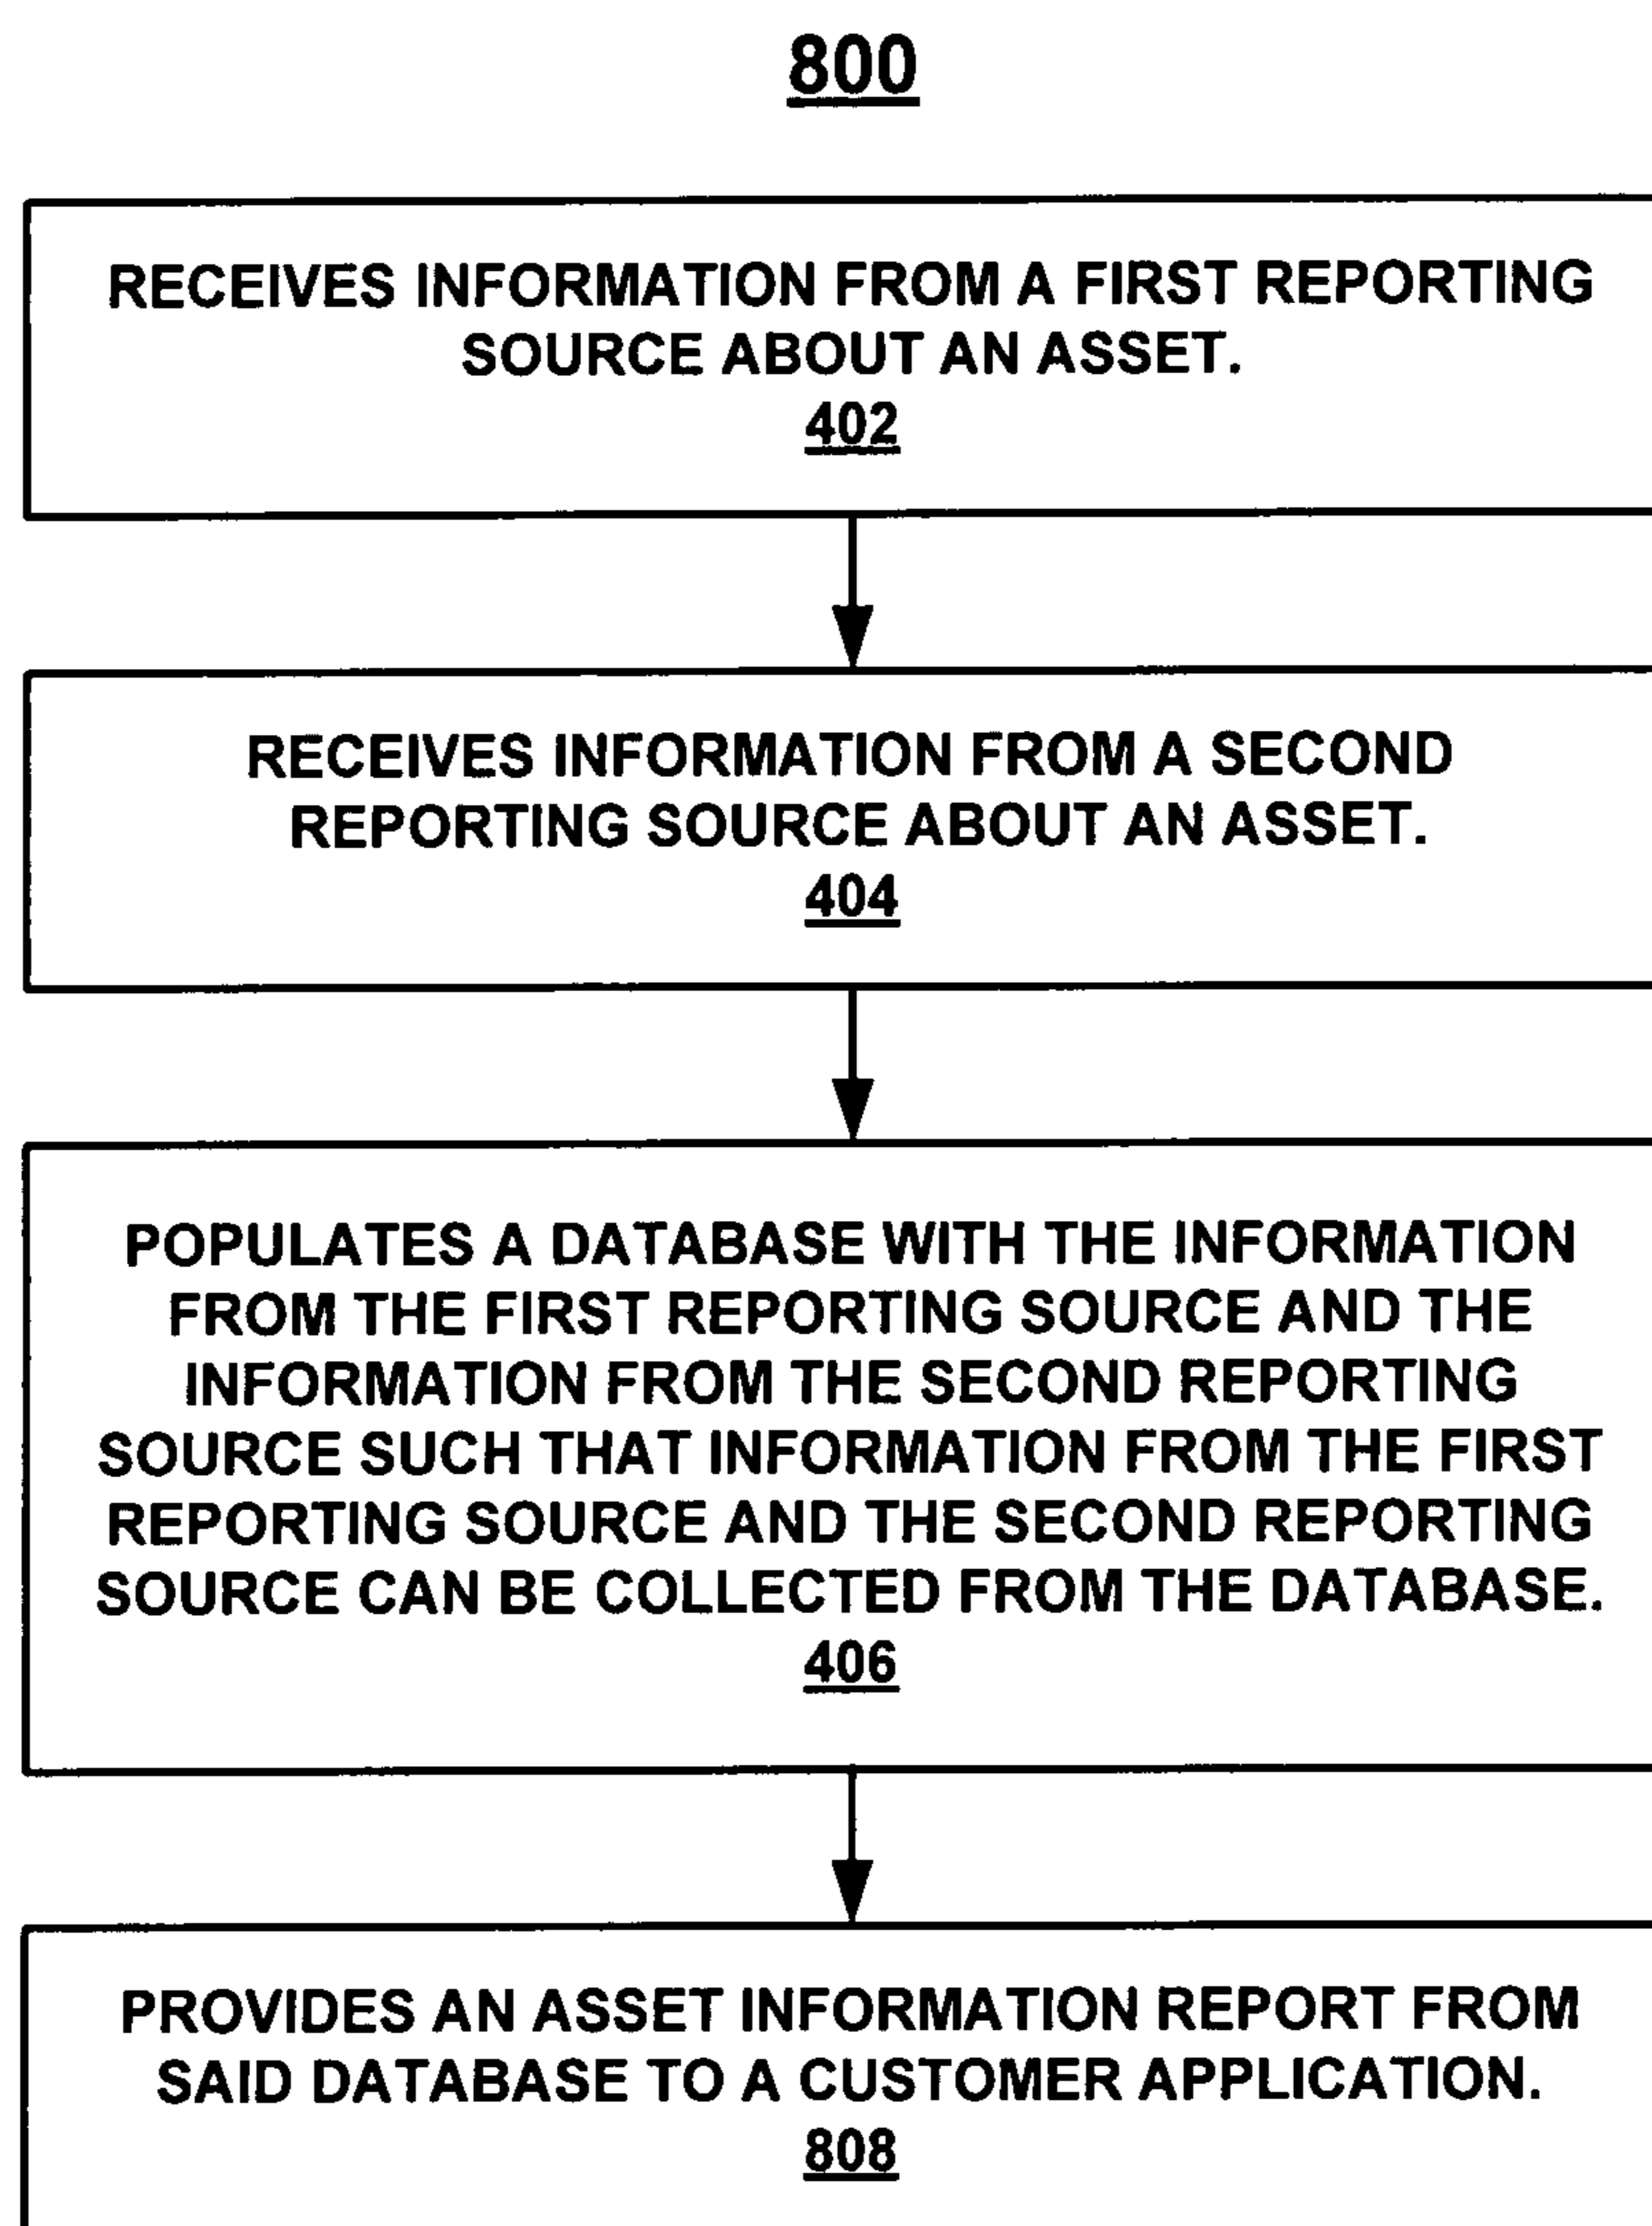 800
RECEIVES INFORMATION FROM A FIRST REPORTING
SOURCE ABOUT AN ASSET.
402
RECEIVES INFORMATION FROM A SECOND
REPORTING SOURCE ABOUT AN ASSET.
404
POPULATES A DATABASE WITH THE INFORMATION
FROM THE FIRST REPORTING SOURCE AND THE
INFORMATION FROM THE SECOND REPORTING
SOURCE SUCH THAT INFORMATION FROM THE FIRST
REPORTING SOURCE AND THE SECOND REPORTING
SOURCE CAN BE COLLECTED FROM THE DATABASE.
406
PROVIDES AN ASSET INFORMATION REPORT FROM
SAID DATABASE TO A CUSTOMER APPLICATION.
808